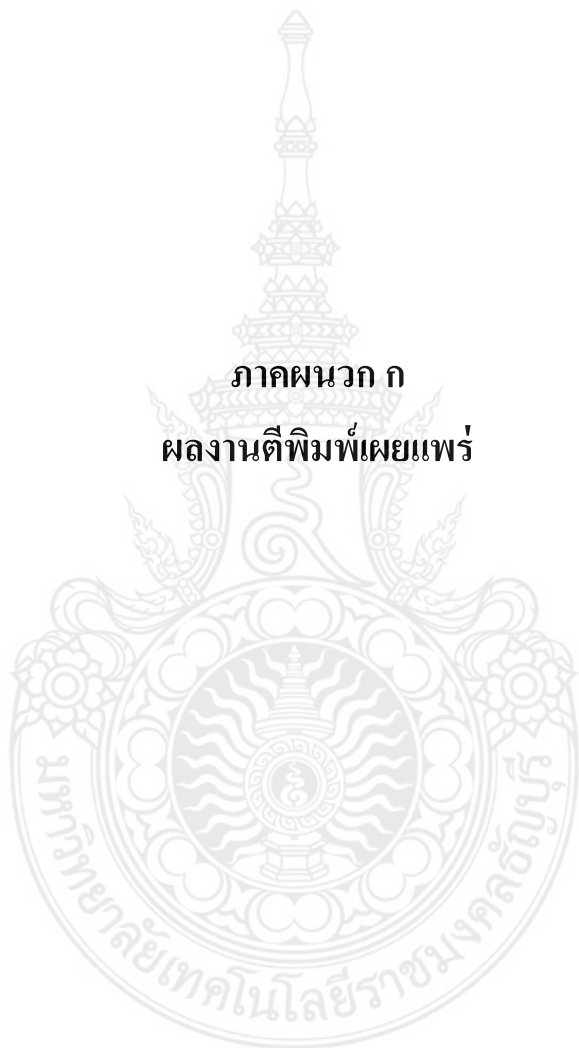 ภาคผนวก ก
ผลงานตีพิมพ์เผยแพร่
มหาวิทยาลัยเทคโนโลยีราชมงคลธัญบุรี